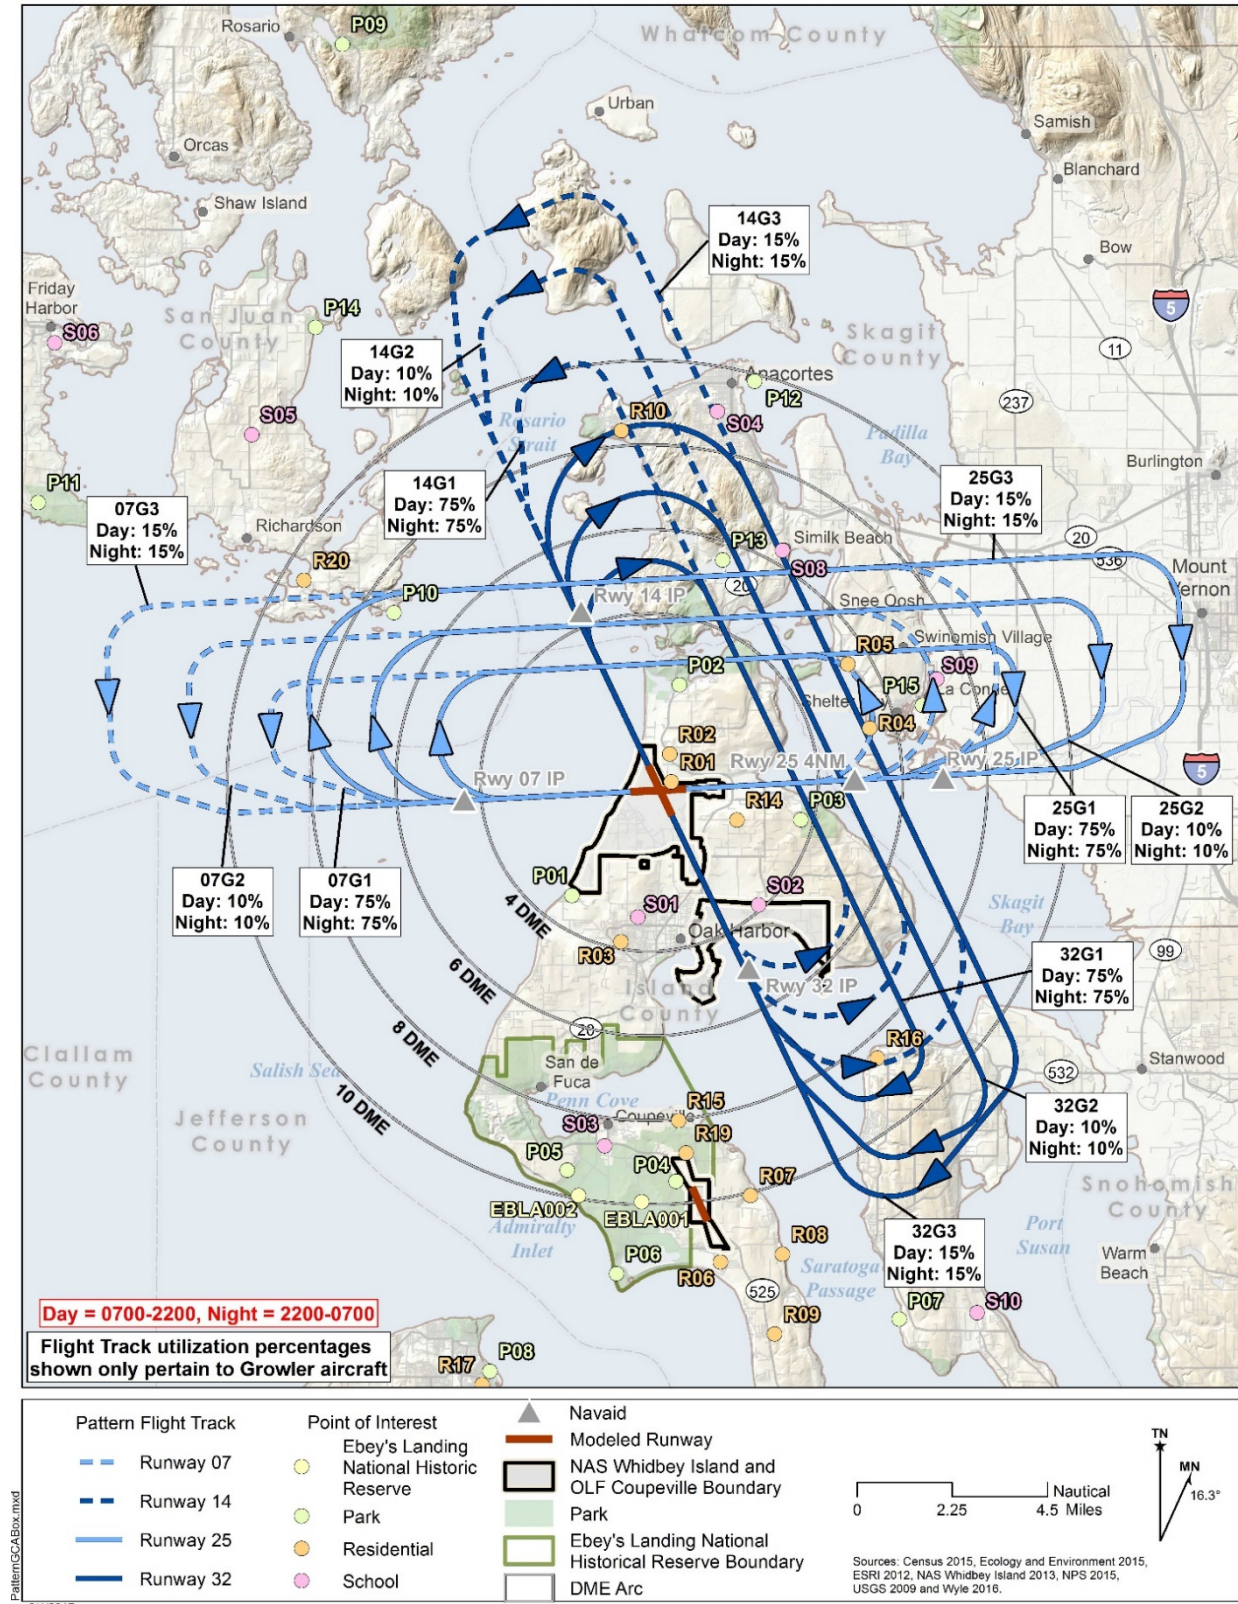 Rosario
P09
Whatcom County
Urban
Samish
Orcas
Blanchard
Shaw Island
14G3
Day: 15%
Night: 15%
Bow
Friday
Harbor
S06
San Juan
County
P14
5
14G2
Day: 10%
Night: 10%
Skagit
County
11
Anacortes
P12
237
S05
R10
S04
Rosario
Strait
Padilla
Bay
Burlington
P11
14G1
Day: 75%
Night: 75%
25G3
Day: 15%
Night: 15%
07G3
Day: 15%
Night: 15%
Richardson
P13
Similk Beach
20
536
S08
Mount
Vernon
R20
20
P10
Rwy 14 IP
Snee Oosh
Swinomish Village
R05
P02
S09
P15
La Conner
Shelter
R04
R02
R01
Rwy 07 IP
Rwy 25 4NM
Rwy 25 IP
5
R14
P03
25G1
Day: 75%
Night: 75%
25G2
Day: 10%
Night: 10%
07G2
Day: 10%
Night: 10%
07G1
Day: 75%
Night: 75%
P01
4 DME
S01
S02
Oak Harbor
Skagit
Bay
R03
99
6 DME
Rwy 32 IP
Island
County
32G1
Day: 75%
Night: 75%
20
8 DME
Clallam
County
Salish Sea
San de
Fuca
R16
Stanwood
532
10 DME
Jefferson
County
Penn Cove
Coupeville
R15
32G2
Day: 10%
Night: 10%
S03
R19
P05
P04
R07
EBLA002
EBLA001
Snohomish
County
Admiralty
Inlet
32G3
Day: 15%
Night: 15%
Port
Susan
P06
R06
R08
Saratoga
Passage
Warm
Beach
525
P07
S10
R09
Day = 0700-2200, Night = 2200-0700
Flight Track utilization percentages
shown only pertain to Growler aircraft
R17
P08
Pattern Flight Track
Runway 07
Runway 14
Runway 25
Runway 32
Point of Interest
Ebey's Landing
National Historic
Reserve
Park
Residential
School
Navaid
Modeled Runway
NAS Whidbey Island and
OLF Coupeville Boundary
Park
Ebey's Landing National
Historical Reserve Boundary
DME Arc
0
2.25
4.5
Nautical
Miles
TN
MN
16.3°
Sources: Census 2015, Ecology and Environment 2015,
ESRI 2012, NAS Whidbey Island 2013, NPS 2015,
USGS 2009 and Wyle 2016.
PatternGCABox.mxd